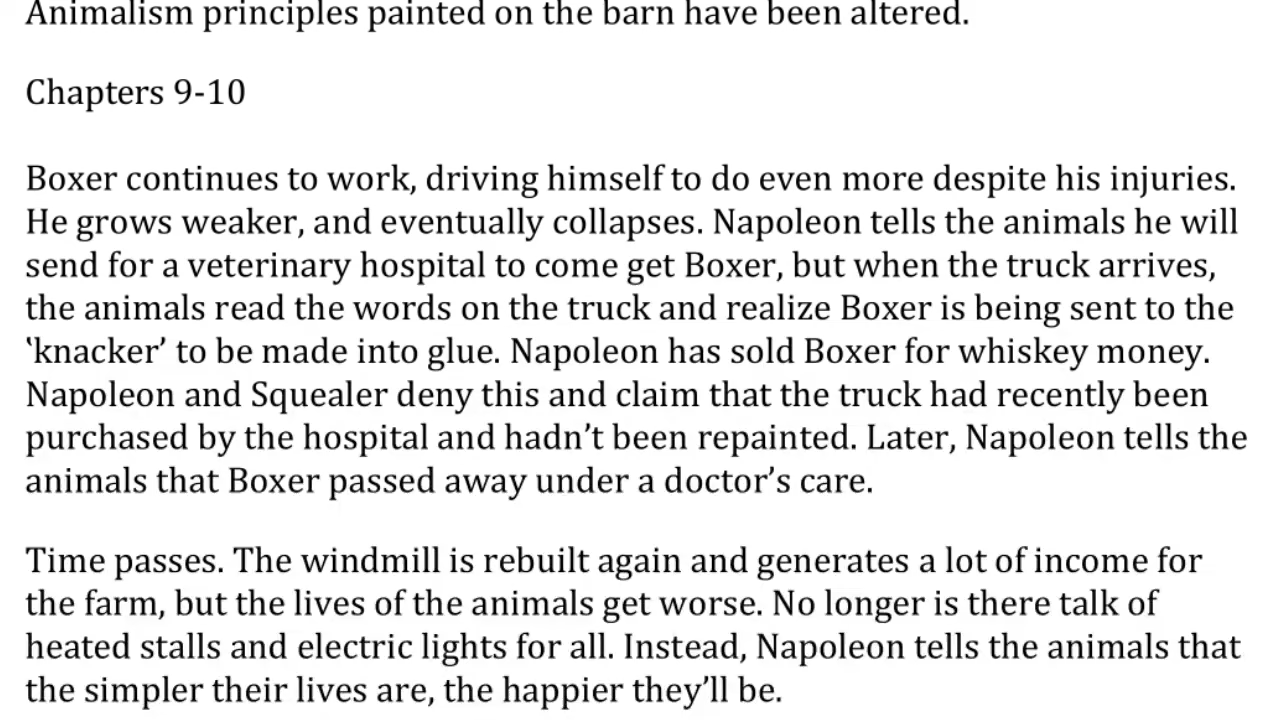 Animalism principles painted on the barn have been altered.
Chapters 9-10
Boxer continues to work, driving himself to do even more despite his injuries.
He grows weaker, and eventually collapses. Napoleon tells the animals he will
send for a veterinary hospital to come get Boxer, but when the truck arrives,
the animals read the words on the truck and realize Boxer is being sent to the
‛knacker’ to be made into glue. Napoleon has sold Boxer for whiskey money.
Napoleon and Squealer deny this and claim that the truck had recently been
purchased by the hospital and hadn’t been repainted. Later, Napoleon tells the
animals that Boxer passed away under a doctor’s care.
Time passes. The windmill is rebuilt again and generates a lot of income for
the farm, but the lives of the animals get worse. No longer is there talk of
heated stalls and electric lights for all. Instead, Napoleon tells the animals that
the simpler their lives are, the happier they’ll be.